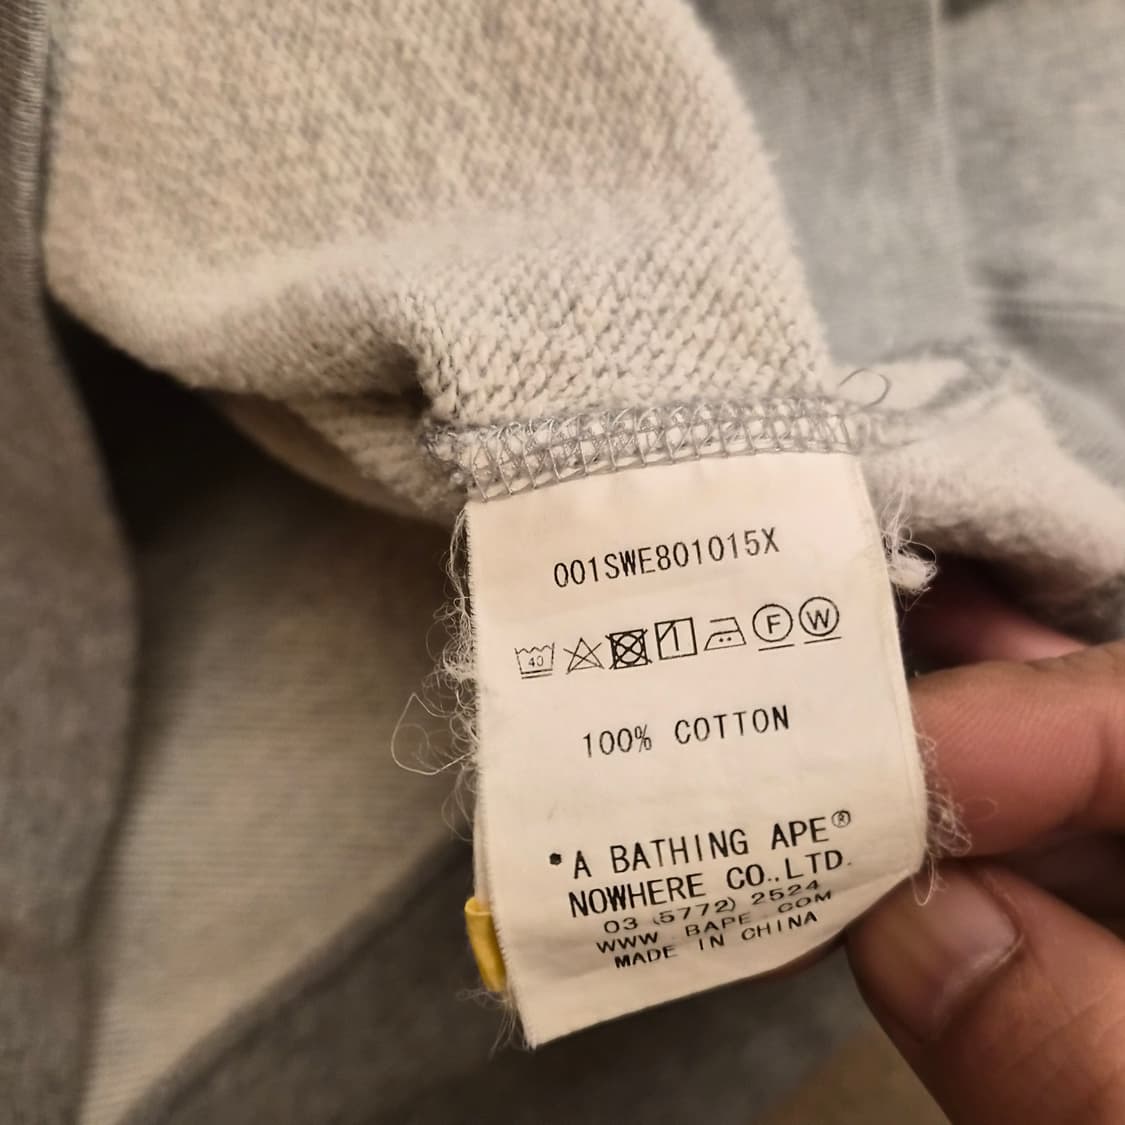 001SWE801015X
40 F W
100% COTTON
•A BATHING APE®
NOWHERE CO.,LTD.
03 (5772) 2524
WWW . BAPE . COM
MADE IN CHINA